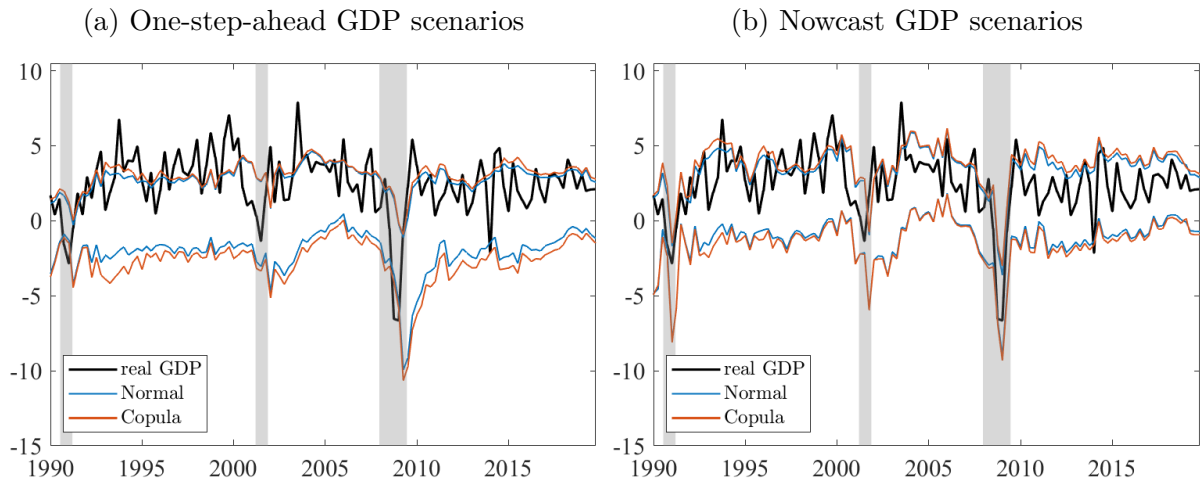 (a) One-step-ahead GDP scenarios
10
5
0
-5
-10
-15
real GDP
Normal
Copula
1990 1995 2000 2005 2010 2015
(b) Nowcast GDP scenarios
10
5
0
-5
-10
-15
real GDP
Normal
Copula
1990 1995 2000 2005 2010 2015